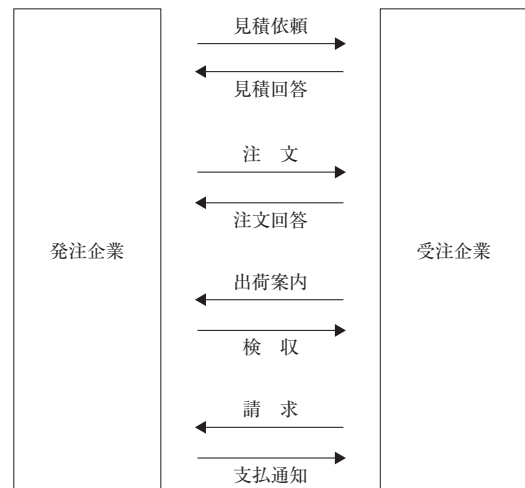 見積依頼
見積回答
注　文
注文回答
発注企業
受注企業
出荷案内
検　収
請　求
支払通知